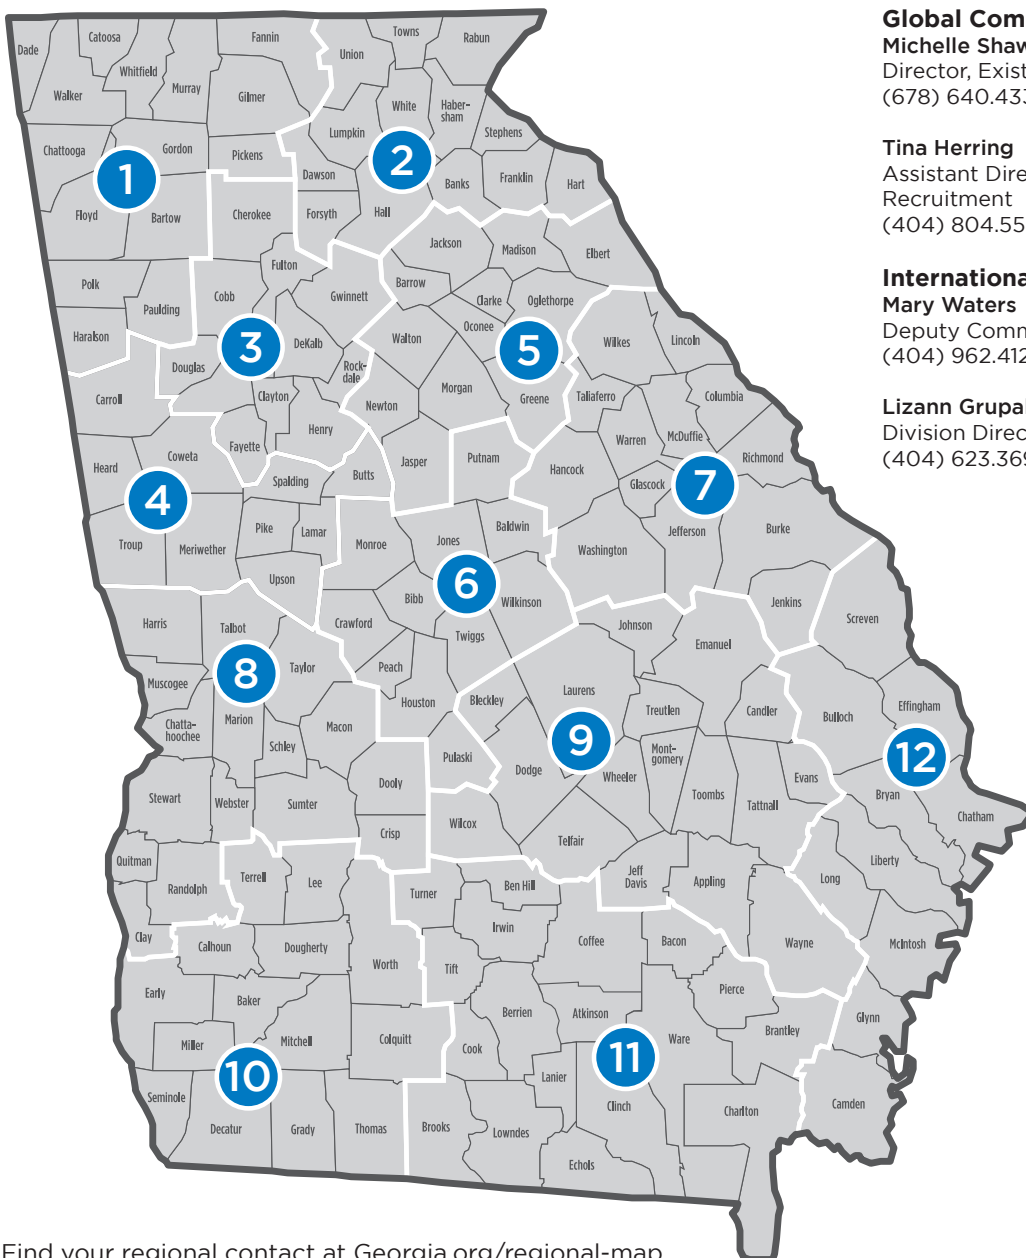 Dade
Catoosa
Whitfield
Murray
Fannin
Walker
Gilmer
Chattooga
Gordon
Pickens
1
Floyd
Bartow
Polk
Paulding
Haralson
Union
Towns
Rabun
White
Haber-
sham
Lumpkin
Stephens
2
Dawson
Banks
Franklin
Hart
Forsyth
Hall
Cherokee
Fulton
Cobb
Gwinnett
3
DeKalb
Douglas
Rock-
dale
Clayton
Henry
Fayette
Carroll
Coweta
Heard
Spalding
Butts
4
Pike
Lamar
Troup
Meriwether
Upson
Jackson
Madison
Elbert
Barrow
Clarke
Oglethorpe
Oconee
Walton
5
Morgan
Greene
Newton
Jasper
Putnam
Monroe
Jones
Baldwin
6
Bibb
Wilkinson
Crawford
Twiggs
Peach
Houston
Pulaski
Wilkes
Lincoln
Taliaferro
Columbia
Warren
McDuffie
Hancock
Richmond
Glascock
7
Washington
Jefferson
Burke
Jenkins
Harris
Talbot
8
Taylor
Muscogee
Chatta-
hoochee
Marion
Macon
Schley
Dooly
Stewart
Webster
Sumter
Crisp
Quitman
Randolph
Clay
Johnson
Emanuel
Bleckley
Laurens
Treutlen
Candler
9
Dodge
Wheeler
Mont-
gomery
Toombs
Tattnall
Evans
Wilcox
Telfair
Jeff
Davis
Appling
Wayne
Terrell
Lee
Calhoun
Dougherty
Worth
Early
Baker
Miller
Mitchell
Colquitt
10
Seminole
Decatur
Grady
Thomas
Turner
Ben Hill
Irwin
Coffee
Bacon
Tift
Pierce
Berrien
Atkinson
Ware
Brantley
Cook
11
Lanier
Clinch
Charlton
Brooks
Lowndes
Echols
Screven
Bulloch
Effingham
12
Bryan
Chatham
Liberty
Long
McIntosh
Glynn
Camden
Global Com
Michelle Shaw
Director, Exist
(678) 640.433
Tina Herring
Assistant Dire
Recruitment
(404) 804.55
International
Mary Waters
Deputy Comm
(404) 962.412
Lizann Grupal
Division Direc
(404) 623.369
Find your regional contact at Georgia.org/regional-map